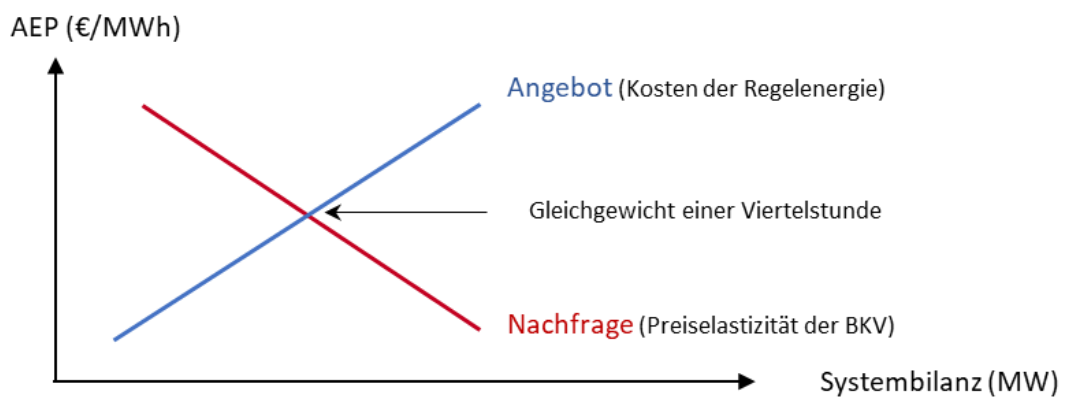 AEP (€/MWh)
Angebot (Kosten der Regelenergie)
Gleichgewicht einer Viertelstunde
Nachfrage (Preiselastizität der BKV)
Systembilanz (MW)